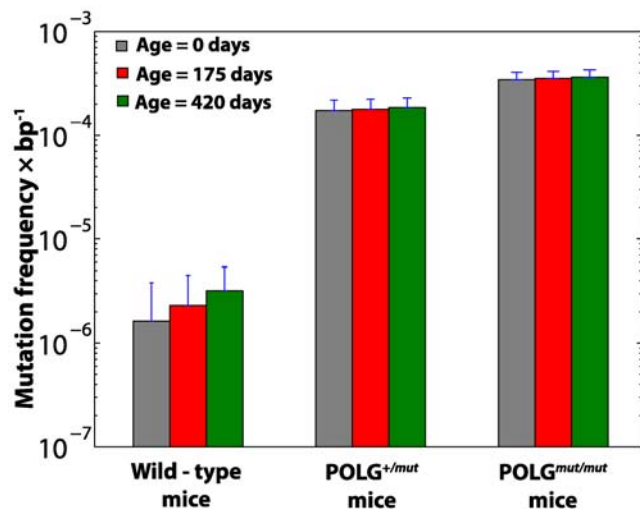 Mutation frequency × bp⁻¹
10⁻³
10⁻⁴
10⁻⁵
10⁻⁶
10⁻⁷
Age = 0 days
Age = 175 days
Age = 420 days
Wild - type
mice
POLG⁺/ᵐᵘᵗ
mice
POLGᵐᵘᵗ/ᵐᵘᵗ
mice